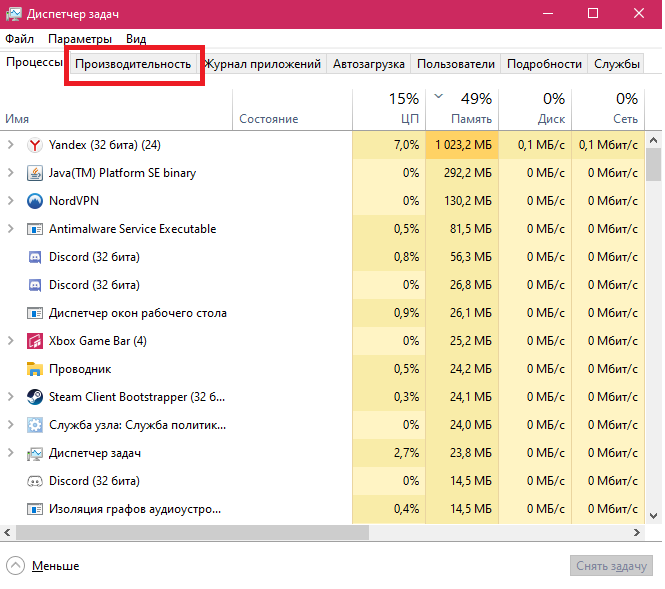 Диспетчер задач
Файл Параметры Вид
Процессы Производительность Журнал приложений Автозагрузка Пользователи Подробности Службы
15% 49% 0% 0%
Имя Состояние ЦП Память Диск Сеть
Yandex (32 бита) (24) 7,0% 1 023,2 МБ 0,1 МБ/с 0,1 Мбит/с
Java(TM) Platform SE binary 0% 292,2 МБ 0 МБ/с 0 Мбит/с
NordVPN 0% 130,2 МБ 0 МБ/с 0 Мбит/с
Antimalware Service Executable 0,5% 81,5 МБ 0 МБ/с 0 Мбит/с
Discord (32 бита) 0,8% 56,3 МБ 0 МБ/с 0 Мбит/с
Discord (32 бита) 0% 26,8 МБ 0 МБ/с 0 Мбит/с
Диспетчер окон рабочего стола 0,9% 26,1 МБ 0 МБ/с 0 Мбит/с
Xbox Game Bar (4) 0% 25,2 МБ 0 МБ/с 0 Мбит/с
Проводник 0,5% 24,2 МБ 0 МБ/с 0 Мбит/с
Steam Client Bootstrapper (32 б... 0,3% 24,1 МБ 0 МБ/с 0 Мбит/с
Служба узла: Служба политик... 0% 24,0 МБ 0 МБ/с 0 Мбит/с
Диспетчер задач 2,7% 23,8 МБ 0 МБ/с 0 Мбит/с
Discord (32 бита) 0% 14,5 МБ 0 МБ/с 0 Мбит/с
Изоляция графов аудиоустро... 0,4% 14,5 МБ 0 МБ/с 0 Мбит/с
Меньше Снять задачу